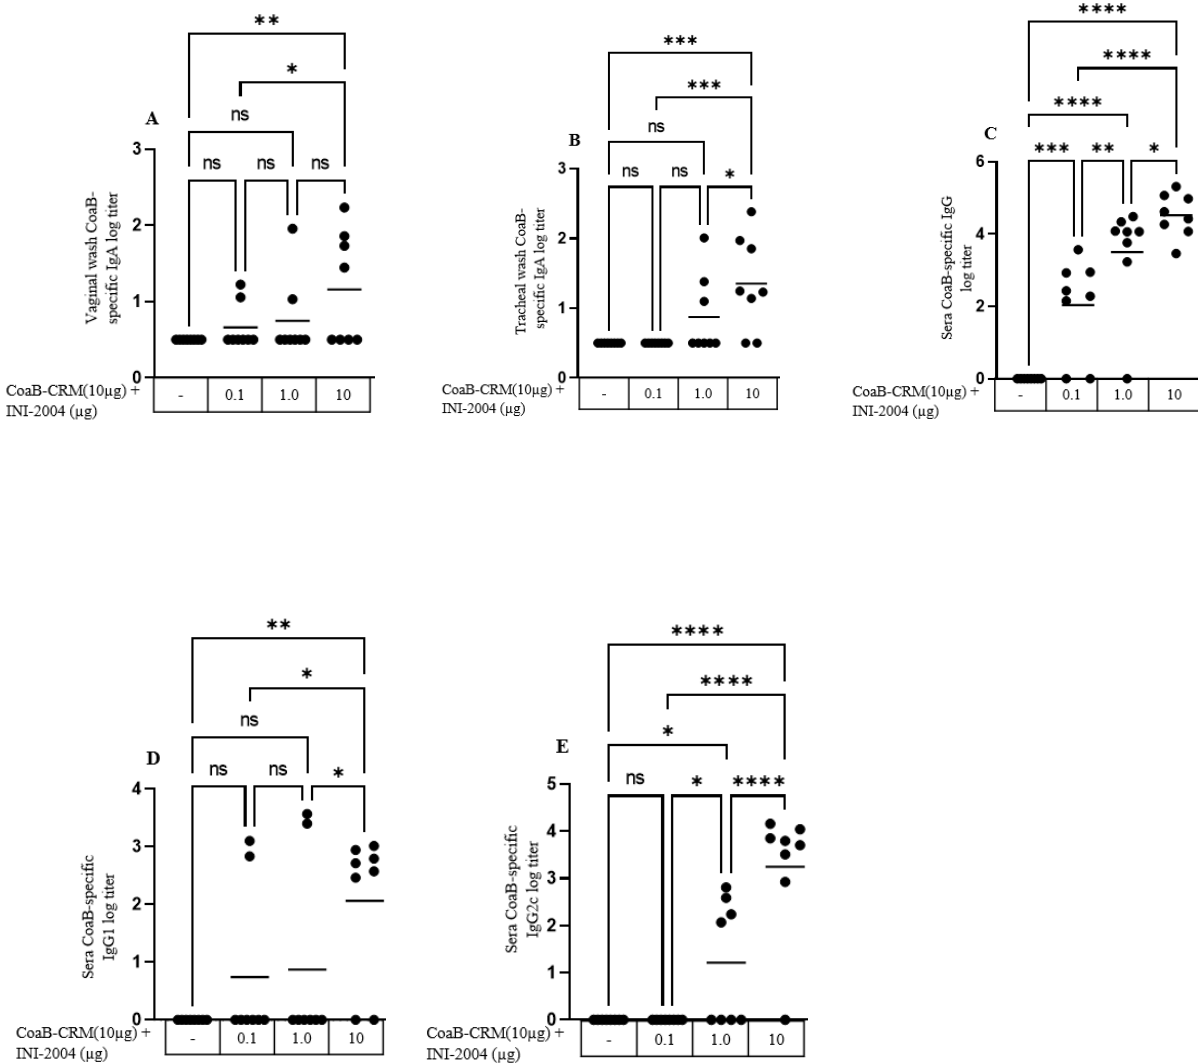 **
*
ns
A
ns
ns
ns
3
2
1
0
Vaginal wash CoaB-
specific IgA log titer
CoaB-CRM(10µg) +
INI-2004 (µg)
-
0.1
1.0
10
***
***
ns
B
ns
ns
*
3
2
1
0
Tracheal wash CoaB-
specific IgA log titer
CoaB-CRM(10µg) +
INI-2004 (µg)
-
0.1
1.0
10
****
****
****
C
***
**
*
6
4
2
0
Sera CoaB-specific IgG
log titer
CoaB-CRM(10µg) +
INI-2004 (µg)
-
0.1
1.0
10
**
*
ns
D
ns
ns
*
4
3
2
1
0
Sera CoaB-specific
IgG1 log titer
CoaB-CRM(10µg) +
INI-2004 (µg)
-
0.1
1.0
10
****
****
*
E
ns
*
****
5
4
3
2
1
0
Sera CoaB-specific
IgG2c log titer
CoaB-CRM(10µg) +
INI-2004 (µg)
-
0.1
1.0
10